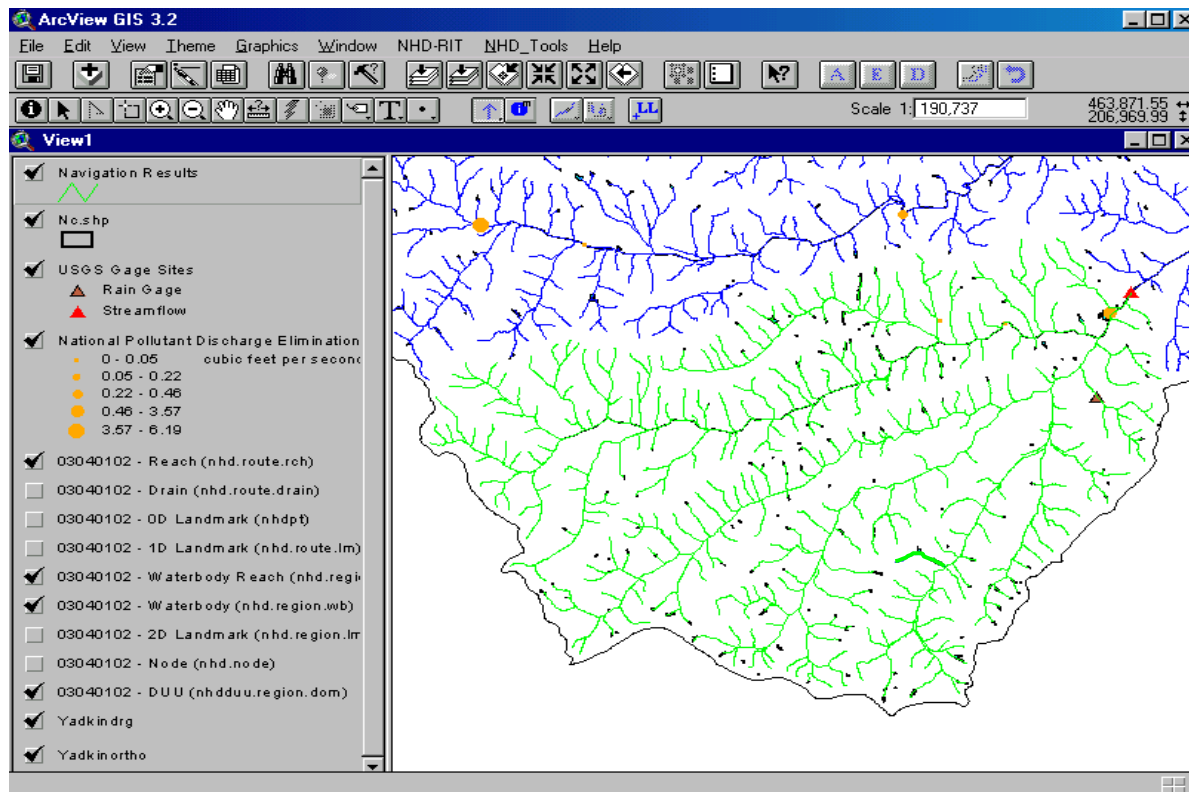 ArcView GIS 3.2
File Edit View Theme Graphics Window NHD-RIT NHD_Tools Help
A E D
T LL Scale 1: 190,737 463,871.55
206,969.99
View1
Navigation Results
Nc.shp
USGS Gage Sites
Rain Gage
Streamflow
National Pollutant Discharge Elimination
0 - 0.05 cubic feet per second
0.05 - 0.22
0.22 - 0.46
0.46 - 3.57
3.57 - 6.19
03040102 - Reach (nhd.route.rch)
03040102 - Drain (nhd.route.drain)
03040102 - 0D Landmark (nhdpt)
03040102 - 1D Landmark (nhd.route.lm)
03040102 - Waterbody Reach (nhd.regi
03040102 - Waterbody (nhd.region.wb)
03040102 - 2D Landmark (nhd.region.lm
03040102 - Node (nhd.node)
03040102 - DUU (nhdduu.region.dom)
Yadkindrg
Yadkinortho